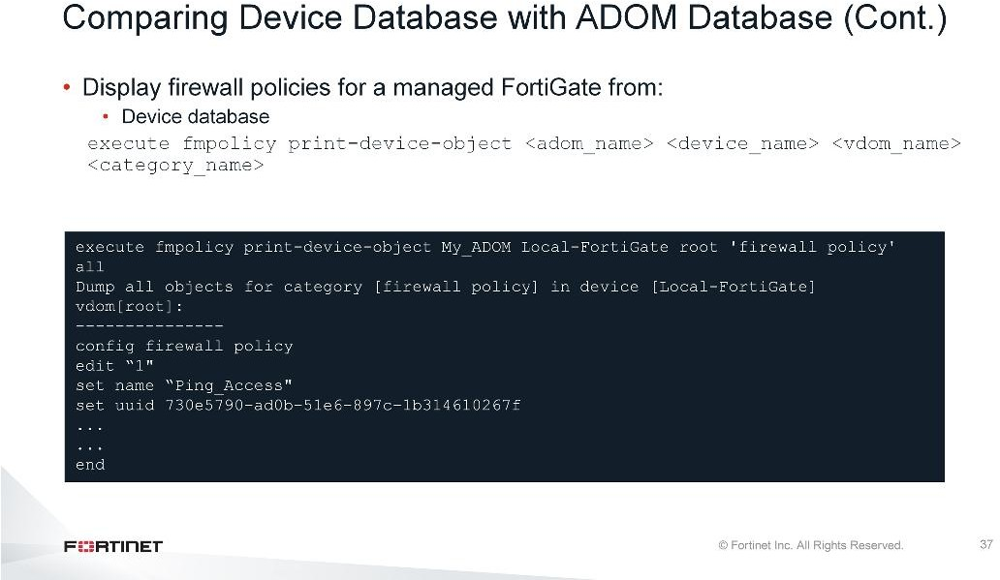 Comparing Device Database with ADOM Database (Cont.)
• Display firewall policies for a managed FortiGate from:
• Device database
execute fmpolicy print-device-object <adom_name> <device_name> <vdom_name>
<category_name>
execute fmpolicy print-device-object My_ADOM Local-FortiGate root 'firewall policy'
all
Dump all objects for category [firewall policy] in device [Local-FortiGate]
vdom[root]:
---------------
config firewall policy
edit “1"
set name “Ping_Access"
set uuid 730e5790-ad0b-51e6-897c-1b314610267f
...
...
end
FORTINET
© Fortinet Inc. All Rights Reserved.
37